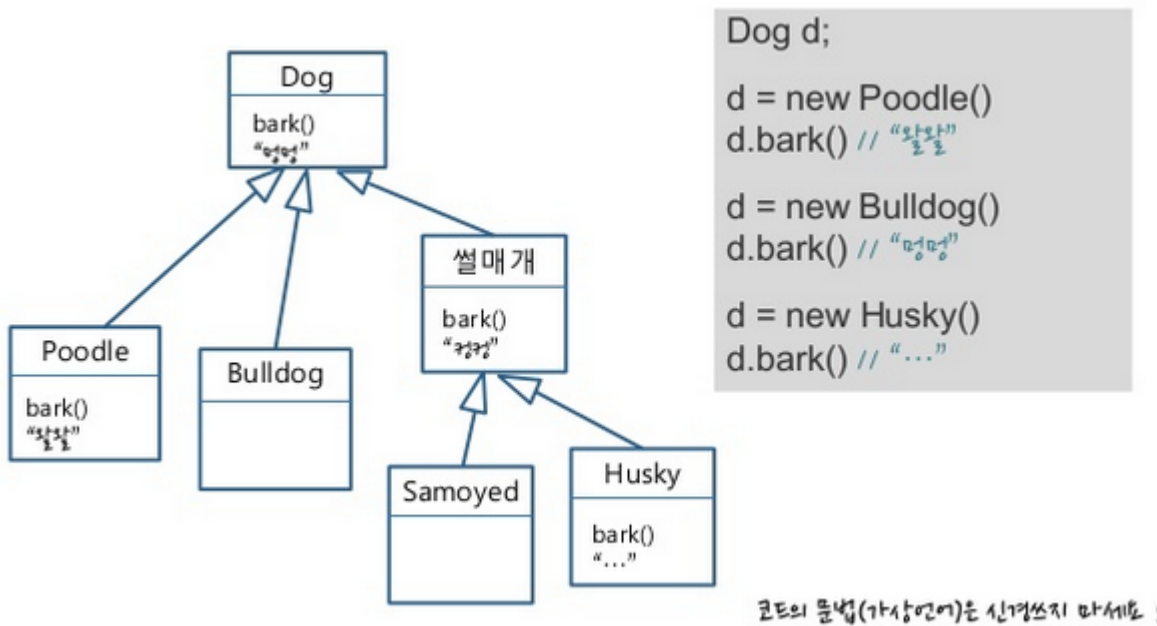 Dog
bark()
“멍멍”
썰매개
bark()
“컹컹”
Poodle
bark()
“왈왈”
Bulldog
Samoyed
Husky
bark()
“...”
Dog d;
d = new Poodle()
d.bark() // “왈왈”
d = new Bulldog()
d.bark() // “멍멍”
d = new Husky()
d.bark() // “...”
코드의 문법(가상언어)은 신경쓰지 마세요